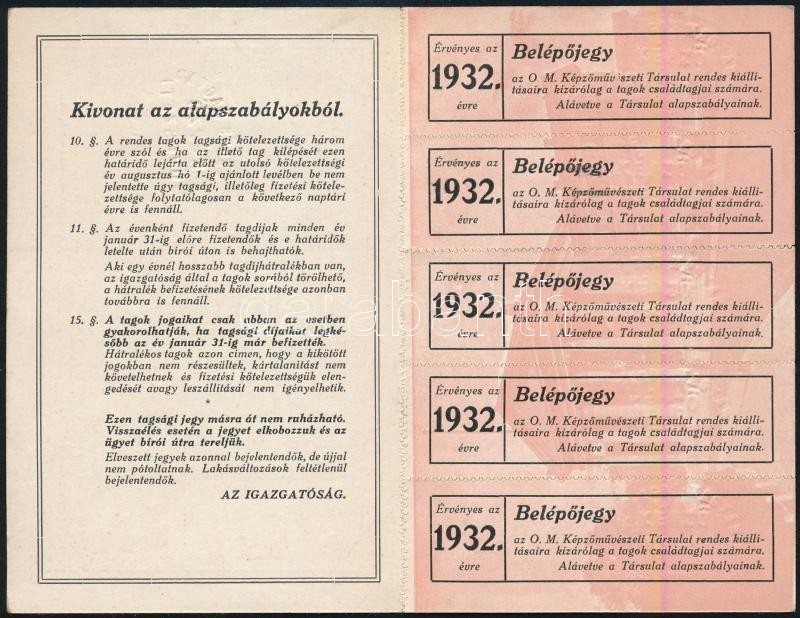 Kivonat az alapszabályokból.
10. §. A rendes tagok tagsági kötelezettsége három
évre szól és ha az illető tag kilépését ezen
határidő lejárta előtt az utolsó kötelezettségi
év augusztus hó 1-ig ajánlott levélben be nem
jelentette úgy tagsági, illetőleg fizetési kötele-
zettsége folytatólagosan a következő naptári
évre is fennáll.
11. §. Az évenként fizetendő tagdijak minden év
január 31-ig előre fizetendők és e határidők
letelte után bírói úton is behajthatók.
Aki egy évnél hosszabb tagdijhátralékban van,
az igazgatóság által a tagok sorából törölhető,
a hátralék befizetésének kötelezettsége azonban
továbbra is fennáll.
15. §. A tagok jogaikat csak abban az esetben
gyakorolhatják, ha tagsági díjaikat legké-
sőbb az év január 31-ig már befizették.
Hátralékos tagok azon címen, hogy a kikötött
jogokban nem részesültek, kártalanítást nem
követelhetnek és fizetési kötelezettségük elen-
gedését avagy leszállítását nem igényelhetik.
*
Ezen tagsági jegy másra át nem ruházható.
Visszaélés esetén a jegyet elkobozzuk és az
ügyet bírói útra tereljük.
Elveszett jegyek azonnal bejelentendők, de újjal
nem pótoltatnak. Lakásváltozások feltétlenül
bejelentendők.
AZ IGAZGATÓSÁG.
Érvényes az
1932.
évre
Belépőjegy
az O. M. Képzőművészeti Társulat rendes kiállí-
tásaira kizárólag a tagok családtagjai számára.
Alávetve a Társulat alapszabályainak.
Érvényes az
1932.
évre
Belépőjegy
az O. M. Képzőművészeti Társulat rendes kiállí-
tásaira kizárólag a tagok családtagjai számára.
Alávetve a Társulat alapszabályainak.
Érvényes az
1932.
évre
Belépőjegy
az O. M. Képzőművészeti Társulat rendes kiállí-
tásaira kizárólag a tagok családtagjai számára.
Alávetve a Társulat alapszabályainak.
Érvényes az
1932.
évre
Belépőjegy
az O. M. Képzőművészeti Társulat rendes kiállí-
tásaira kizárólag a tagok családtagjai számára.
Alávetve a Társulat alapszabályainak.
Érvényes az
1932.
évre
Belépőjegy
az O. M. Képzőművészeti Társulat rendes kiállí-
tásaira kizárólag a tagok családtagjai számára.
Alávetve a Társulat alapszabályainak.